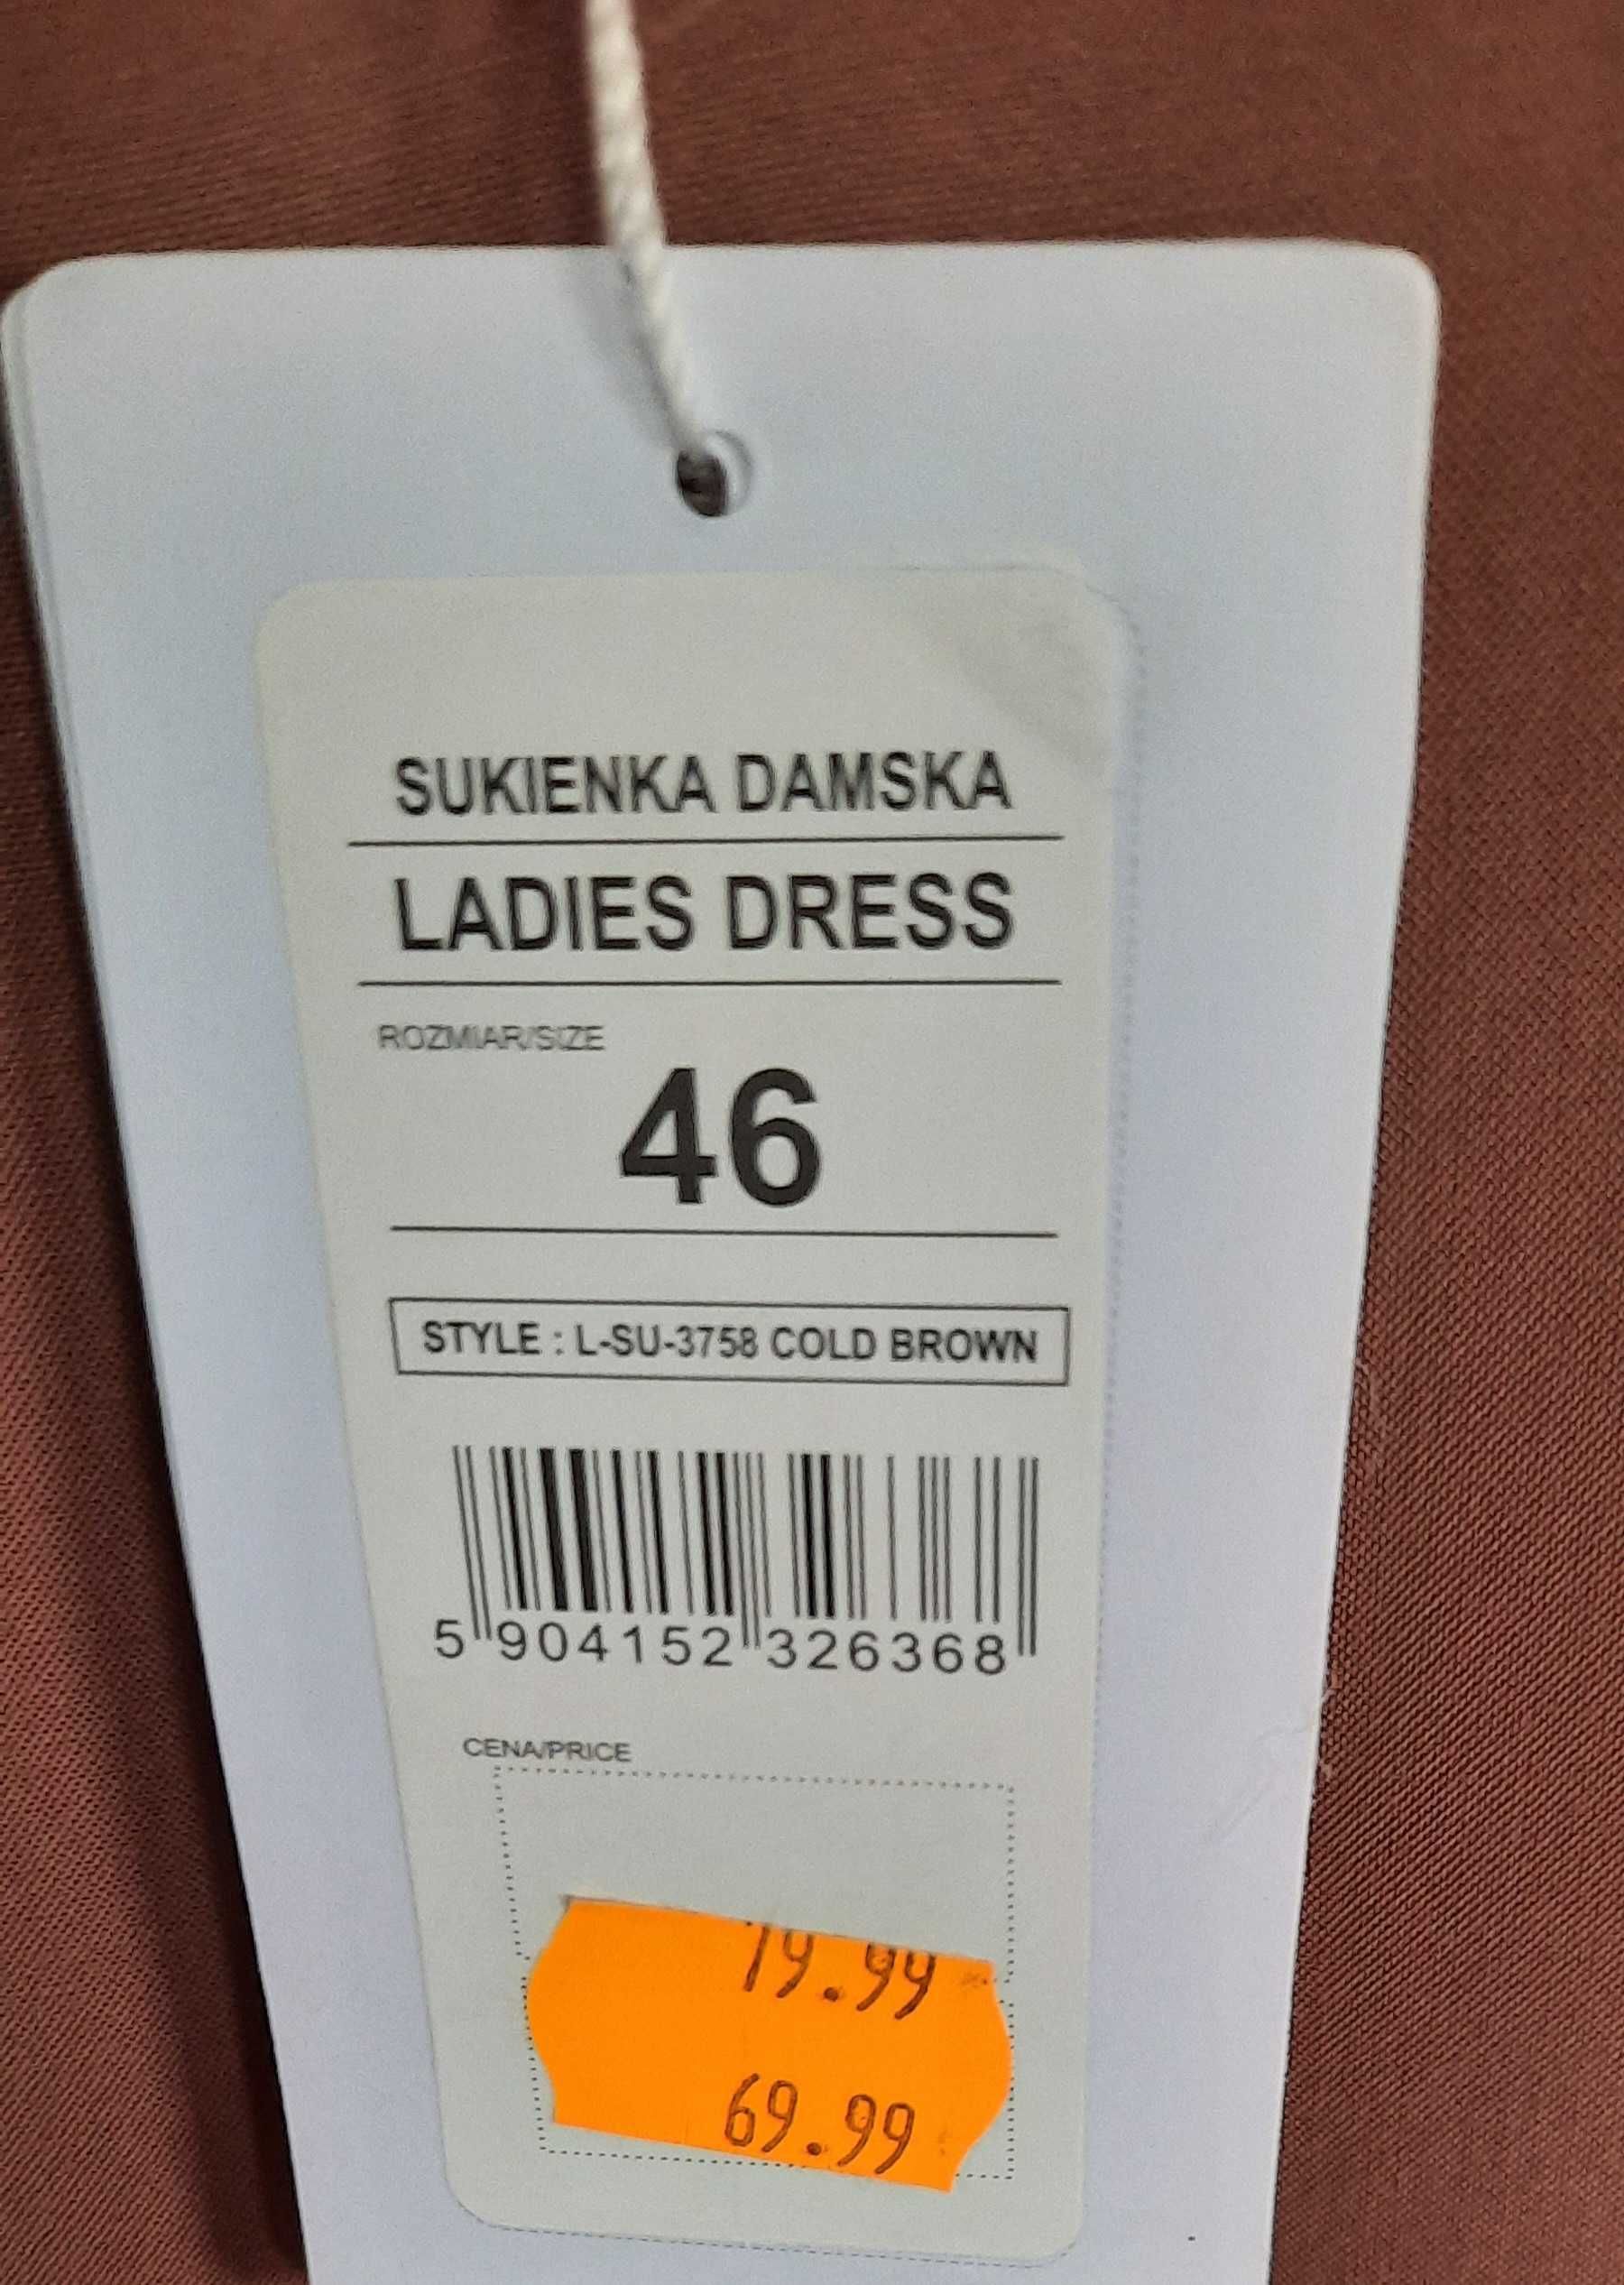 SUKIENKA DAMSKA
LADIES DRESS
ROZMIAR/SIZE
46
STYLE : L-SU-3758 COLD BROWN
5 904152 326368
CENA/PRICE
79.99
69.99